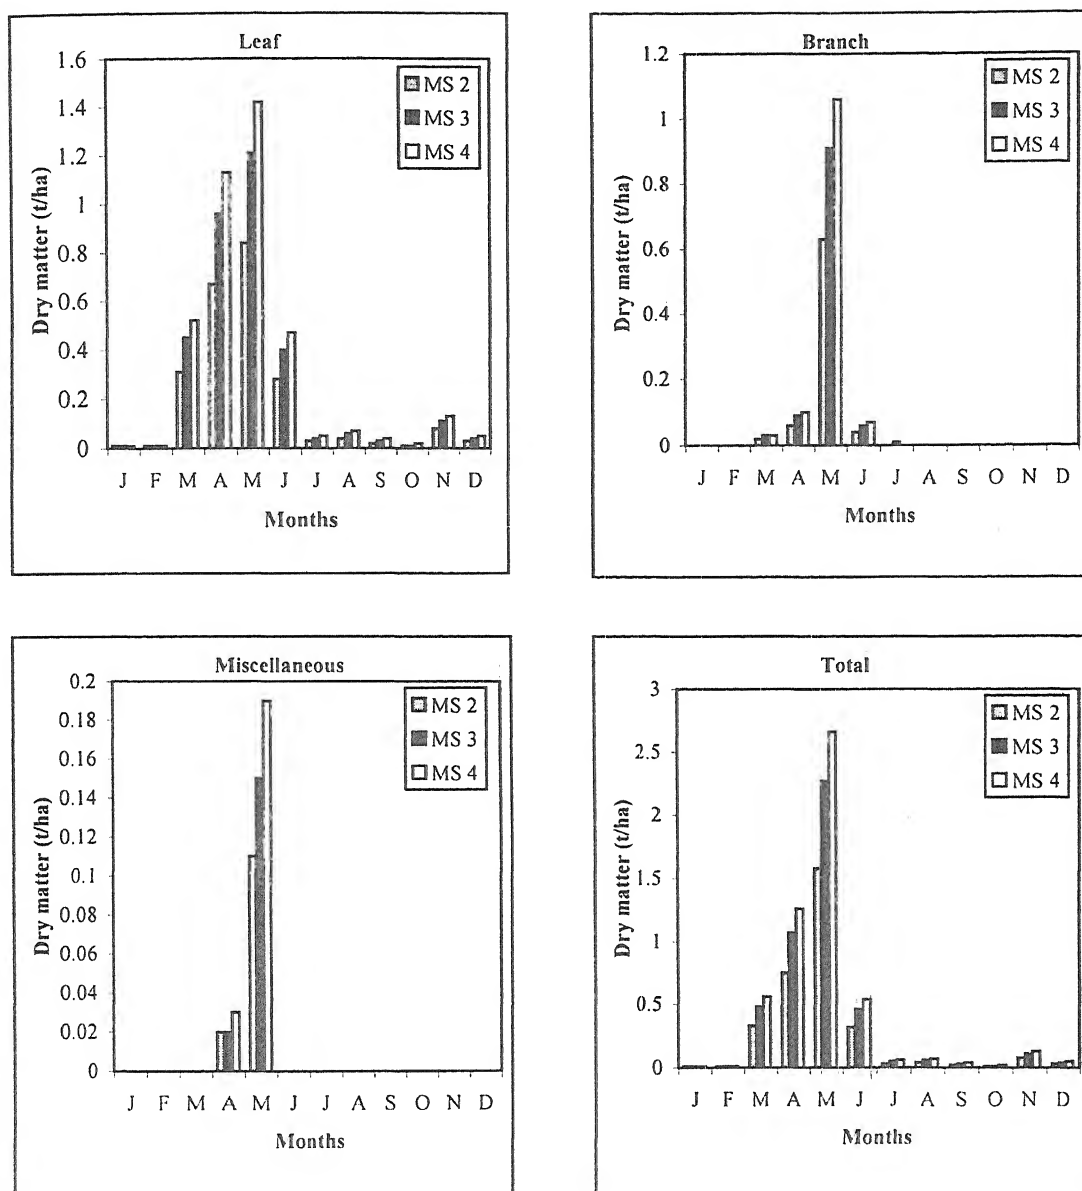 Leaf
Dry matter (t/ha)
1.6
1.4
1.2
1
0.8
0.6
0.4
0.2
0
MS 2
MS 3
MS 4
J F M A M J J A S O N D
Months
Branch
Dry matter (t/ha)
1.2
1
0.8
0.6
0.4
0.2
0
MS 2
MS 3
MS 4
J F M A M J J A S O N D
Months
Miscellaneous
Dry matter (t/ha)
0.2
0.18
0.16
0.14
0.12
0.1
0.08
0.06
0.04
0.02
0
MS 2
MS 3
MS 4
J F M A M J J A S O N D
Months
Total
Dry matter (t/ha)
3
2.5
2
1.5
1
0.5
0
MS 2
MS 3
MS 4
J F M A M J J A S O N D
Months